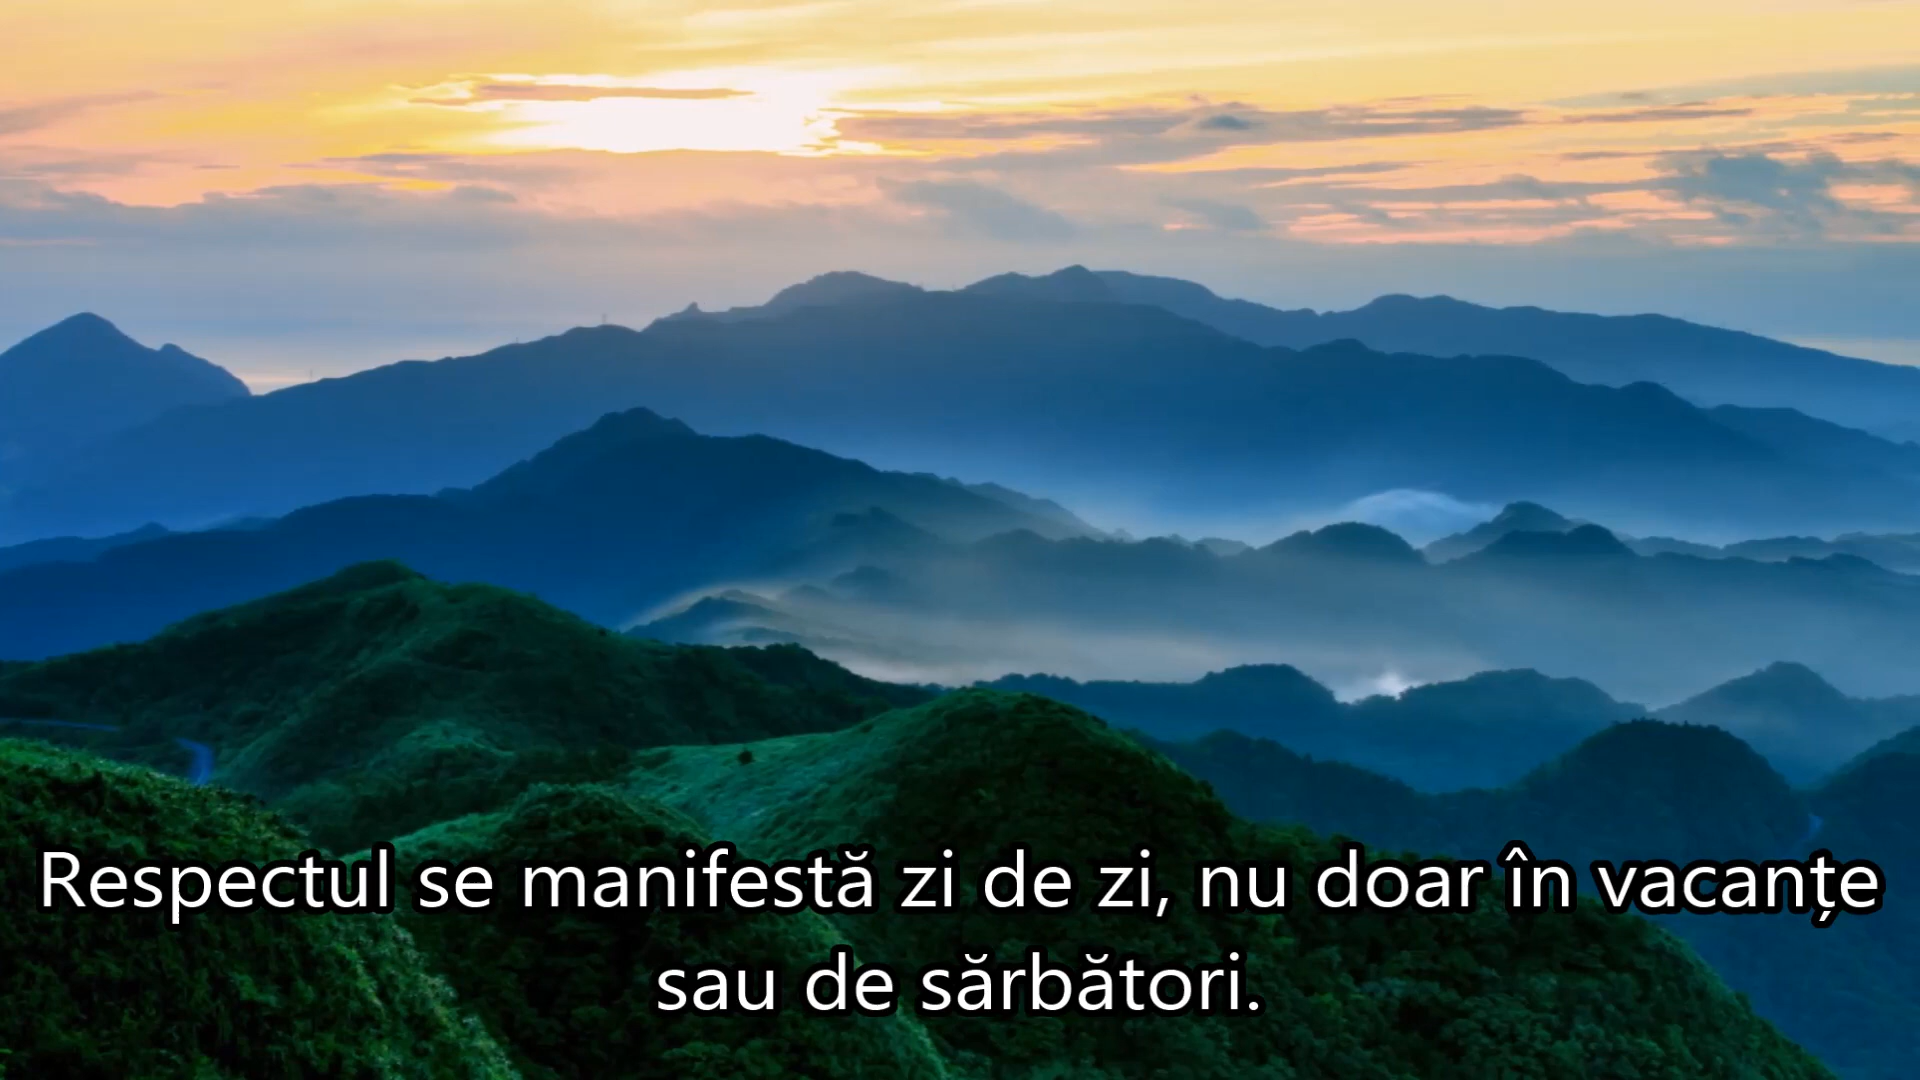 Respectul se manifestă zi de zi, nu doar în vacanțe
sau de sărbători.